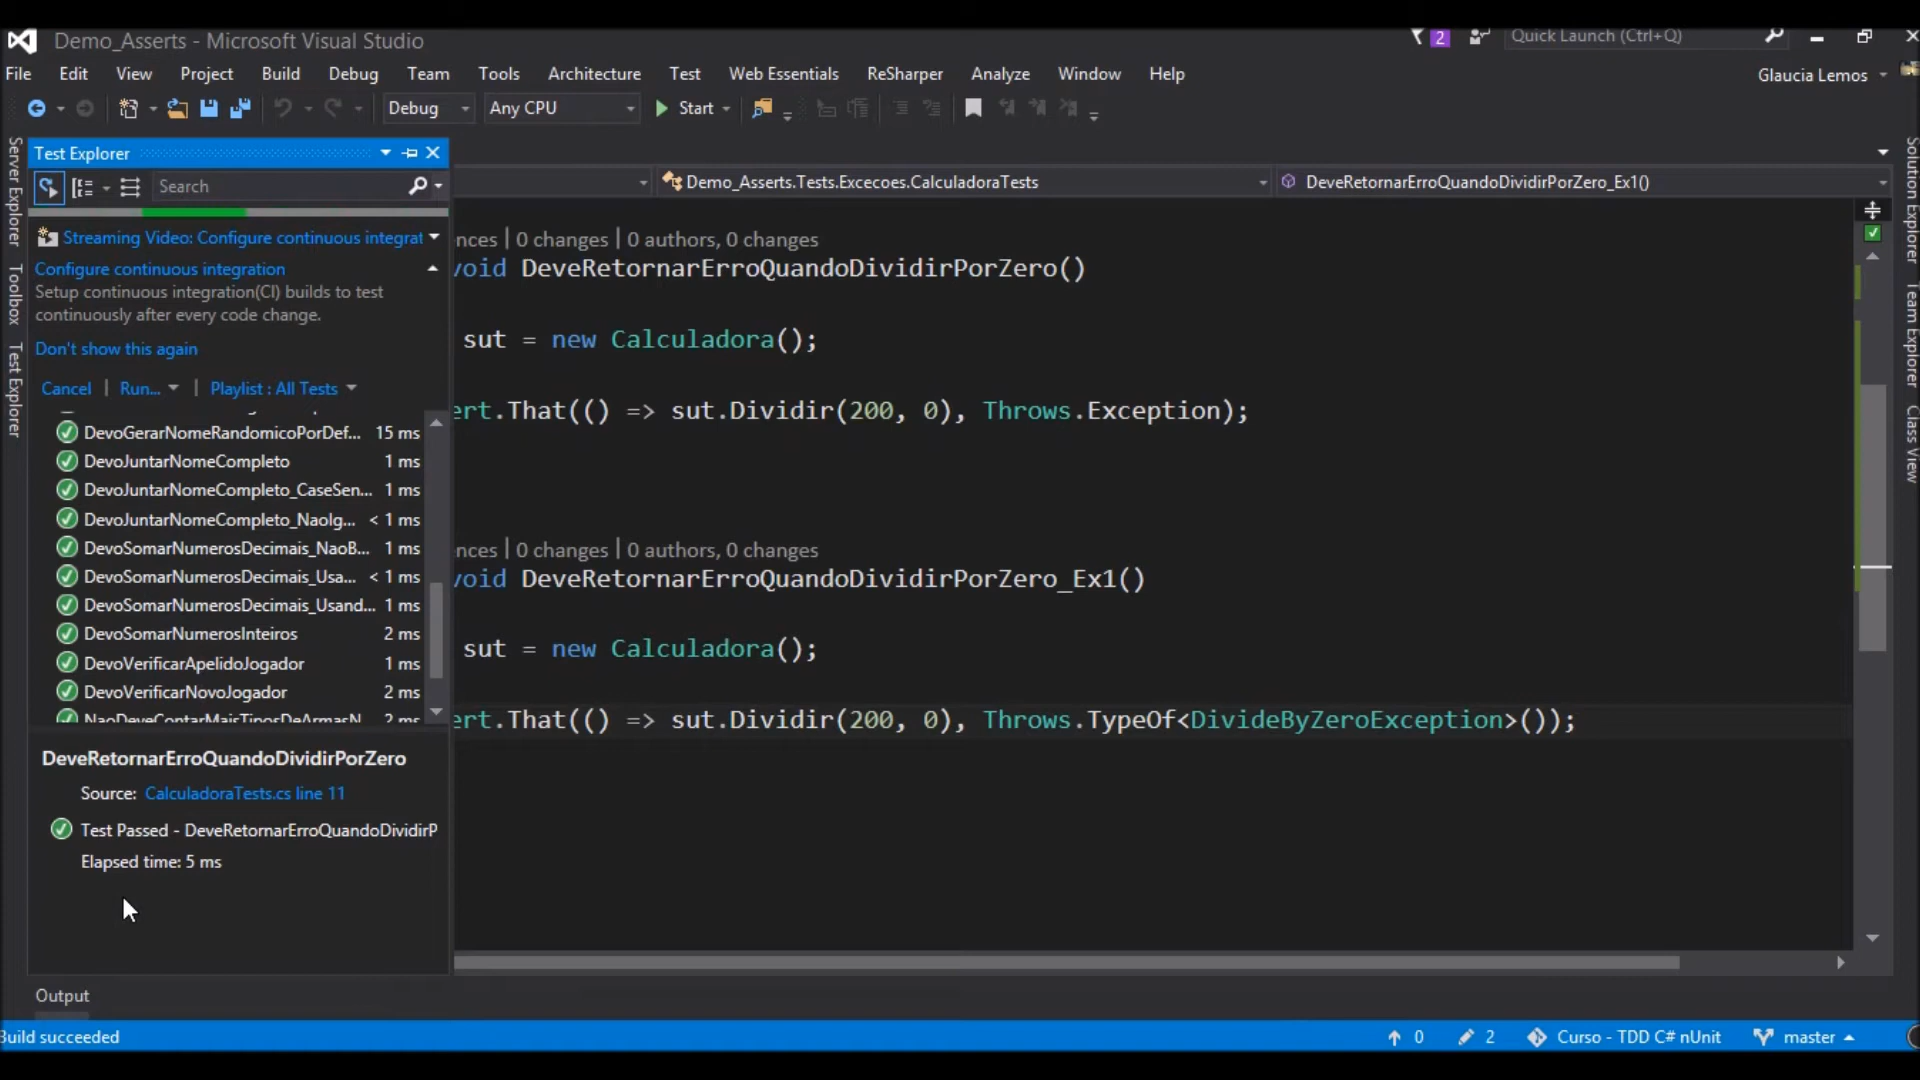 Demo_Asserts - Microsoft Visual Studio
2
Quick Launch (Ctrl+Q)
File Edit View Project Build Debug Team Tools Test Architecture Web Essentials ReSharper Analyze Window Help
Glaucia Lemos
Debug Any CPU Start
Server Explorer
Toolbox
Test Explorer
Test Explorer
Search
Streaming Video: Configure continuous integrat
Configure continuous integration
Setup continuous integration(CI) builds to test
continuously after every code change.
Don't show this again
Cancel | Run... | Playlist : All Tests
DevoGerarNomeRandomicoPorDef... 15 ms
DevoJuntarNomeCompleto 1 ms
DevoJuntarNomeCompleto_CaseSen... 1 ms
DevoJuntarNomeCompleto_NaoIg... < 1 ms
DevoSomarNumerosDecimais_NaoB... 1 ms
DevoSomarNumerosDecimais_Usa... < 1 ms
DevoSomarNumerosDecimais_Usand... 1 ms
DevoSomarNumerosInteiros 2 ms
DevoVerificarApelidoJogador 1 ms
DevoVerificarNovoJogador 2 ms
NaoDeveContarMaisTiposDeArmasN 2 ms
DeveRetornarErroQuandoDividirPorZero
Source: CalculadoraTests.cs line 11
Test Passed - DeveRetornarErroQuandoDividirP
Elapsed time: 5 ms
Demo_Asserts.Tests.Excecoes.CalculadoraTests
DeveRetornarErroQuandoDividirPorZero_Ex1()
ences | 0 changes | 0 authors, 0 changes
void DeveRetornarErroQuandoDividirPorZero()
sut = new Calculadora();
ert.That(() => sut.Dividir(200, 0), Throws.Exception);
ences | 0 changes | 0 authors, 0 changes
void DeveRetornarErroQuandoDividirPorZero_Ex1()
sut = new Calculadora();
ert.That(() => sut.Dividir(200, 0), Throws.TypeOf<DivideByZeroException>());
Solution Explorer
Team Explorer
Class View
Output
Build succeeded
0
2
Curso - TDD C# nUnit
master